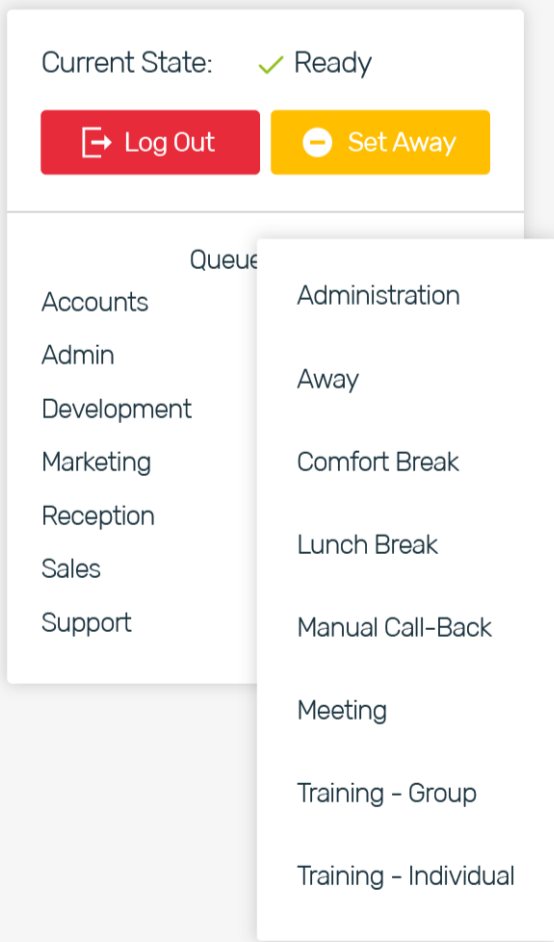 Current State: Ready
Log Out
Set Away
Queue
Accounts
Admin
Development
Marketing
Reception
Sales
Support
Administration
Away
Comfort Break
Lunch Break
Manual Call-Back
Meeting
Training - Group
Training - Individual